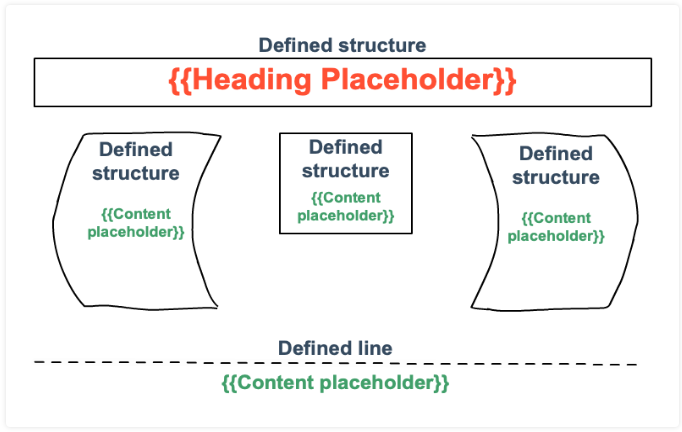 Defined structure
{{Heading Placeholder}}
Defined
structure
{{Content
placeholder}}
Defined
structure
{{Content
placeholder}}
Defined
structure
{{Content
placeholder}}
Defined line
{{Content placeholder}}